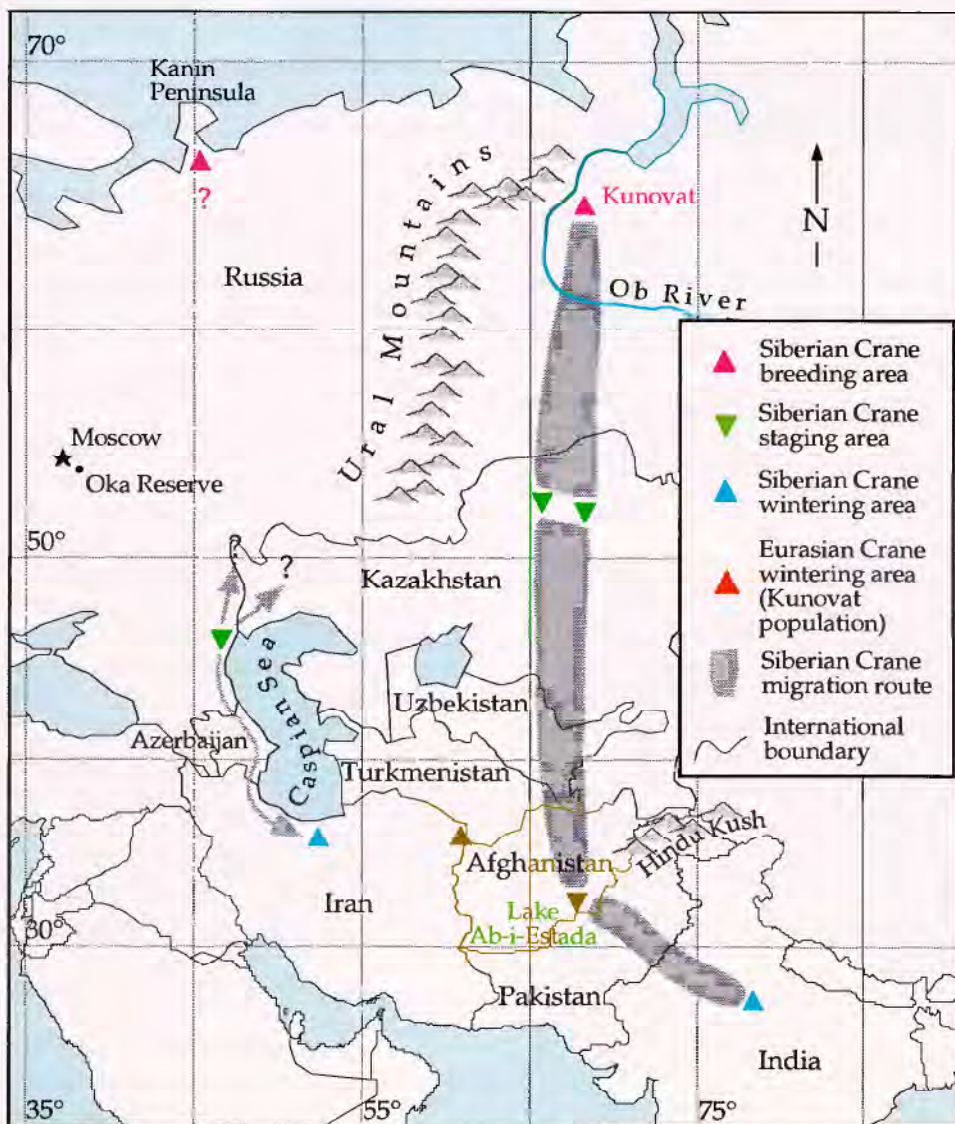 70°
Kanin
Peninsula
?
Ural Mountains
Kunovat
N
Russia
Ob River
Moscow
Oka Reserve
50°
?
Kazakhstan
Caspian Sea
Uzbekistan
Azerbaijan
Turkmenistan
Hindu Kush
Afghanistan
Iran
Lake
Ab-i-Estada
30°
Pakistan
India
35°
55°
75°
Siberian Crane
breeding area
Siberian Crane
staging area
Siberian Crane
wintering area
Eurasian Crane
wintering area
(Kunovat
population)
Siberian Crane
migration route
International
boundary